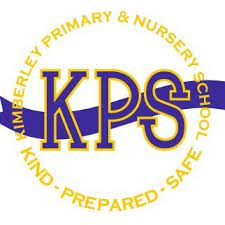 KIMBERLEY PRIMARY & NURSERY SCHOOL
KPS
KIND - PREPARED - SAFE